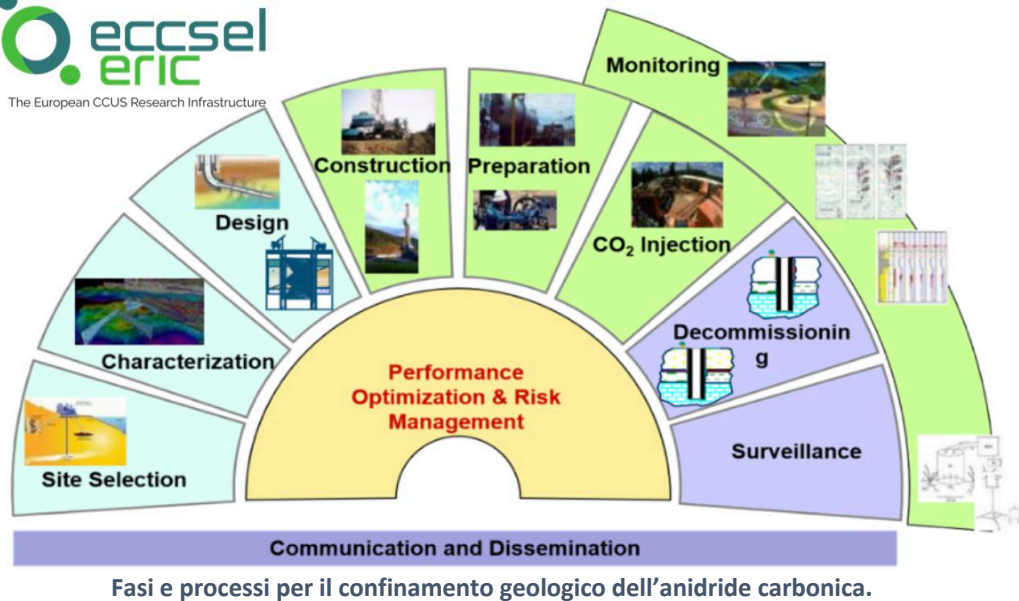 eccsel
eric
The European CCUS Research Infrastructure
Monitoring
Construction
Preparation
Design
CO₂ Injection
Characterization
Decommissionin
g
Performance
Optimization & Risk
Management
Site Selection
Surveillance
Communication and Dissemination
Fasi e processi per il confinamento geologico dell’anidride carbonica.